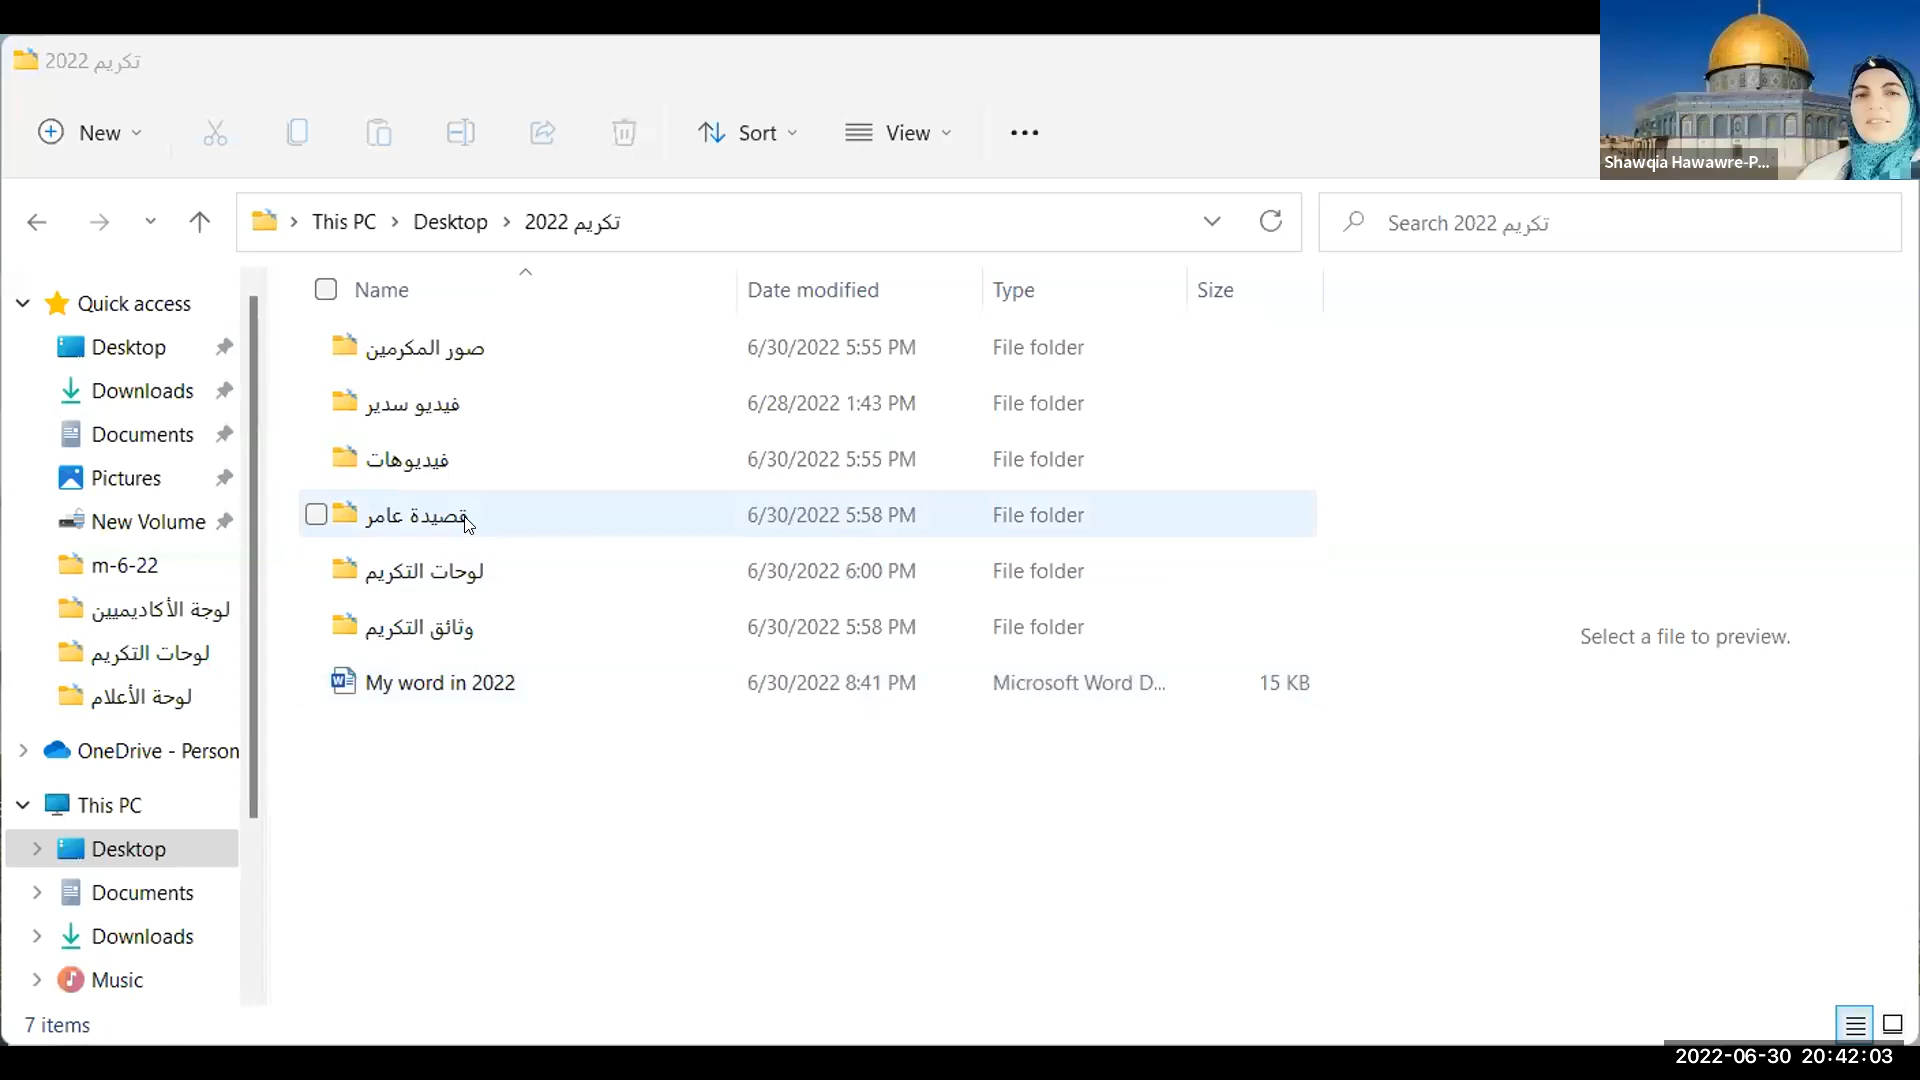 تكريم 2022
Shawqia Hawawre-P...
New
Sort
View
This PC
Desktop
تكريم 2022
Search تكريم 2022
Name
Date modified
Type
Size
Quick access
Desktop
Downloads
Documents
Pictures
New Volume
m-6-22
لوحة الأكاديميين
لوحات التكريم
لوحة الأعلام
OneDrive - Person
This PC
Desktop
Documents
Downloads
Music
صور المكرمين 6/30/2022 5:55 PM File folder
فيديو سدير 6/28/2022 1:43 PM File folder
فيديوهات 6/30/2022 5:55 PM File folder
قصيدة عامر 6/30/2022 5:58 PM File folder
لوحات التكريم 6/30/2022 6:00 PM File folder
وثائق التكريم 6/30/2022 5:58 PM File folder
My word in 2022 6/30/2022 8:41 PM Microsoft Word D... 15 KB
Select a file to preview.
7 items
2022-06-30 20:42:03